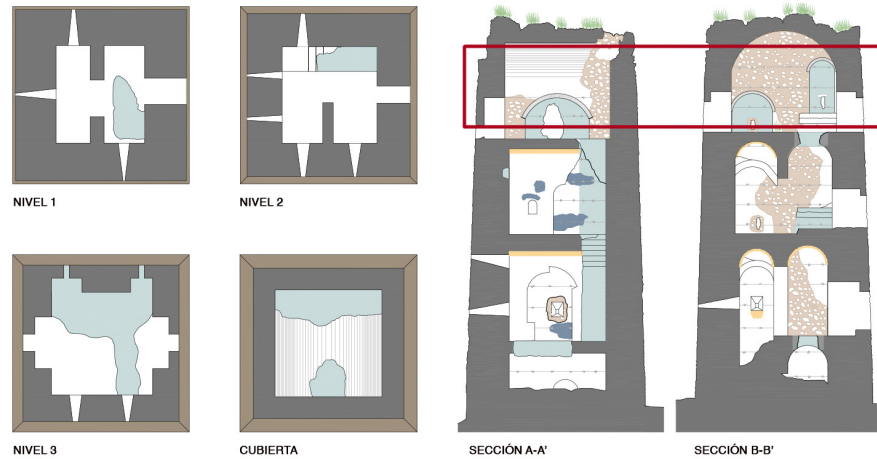 NIVEL 1
NIVEL 2
NIVEL 3
CUBIERTA
SECCIÓN A-A'
SECCIÓN B-B'